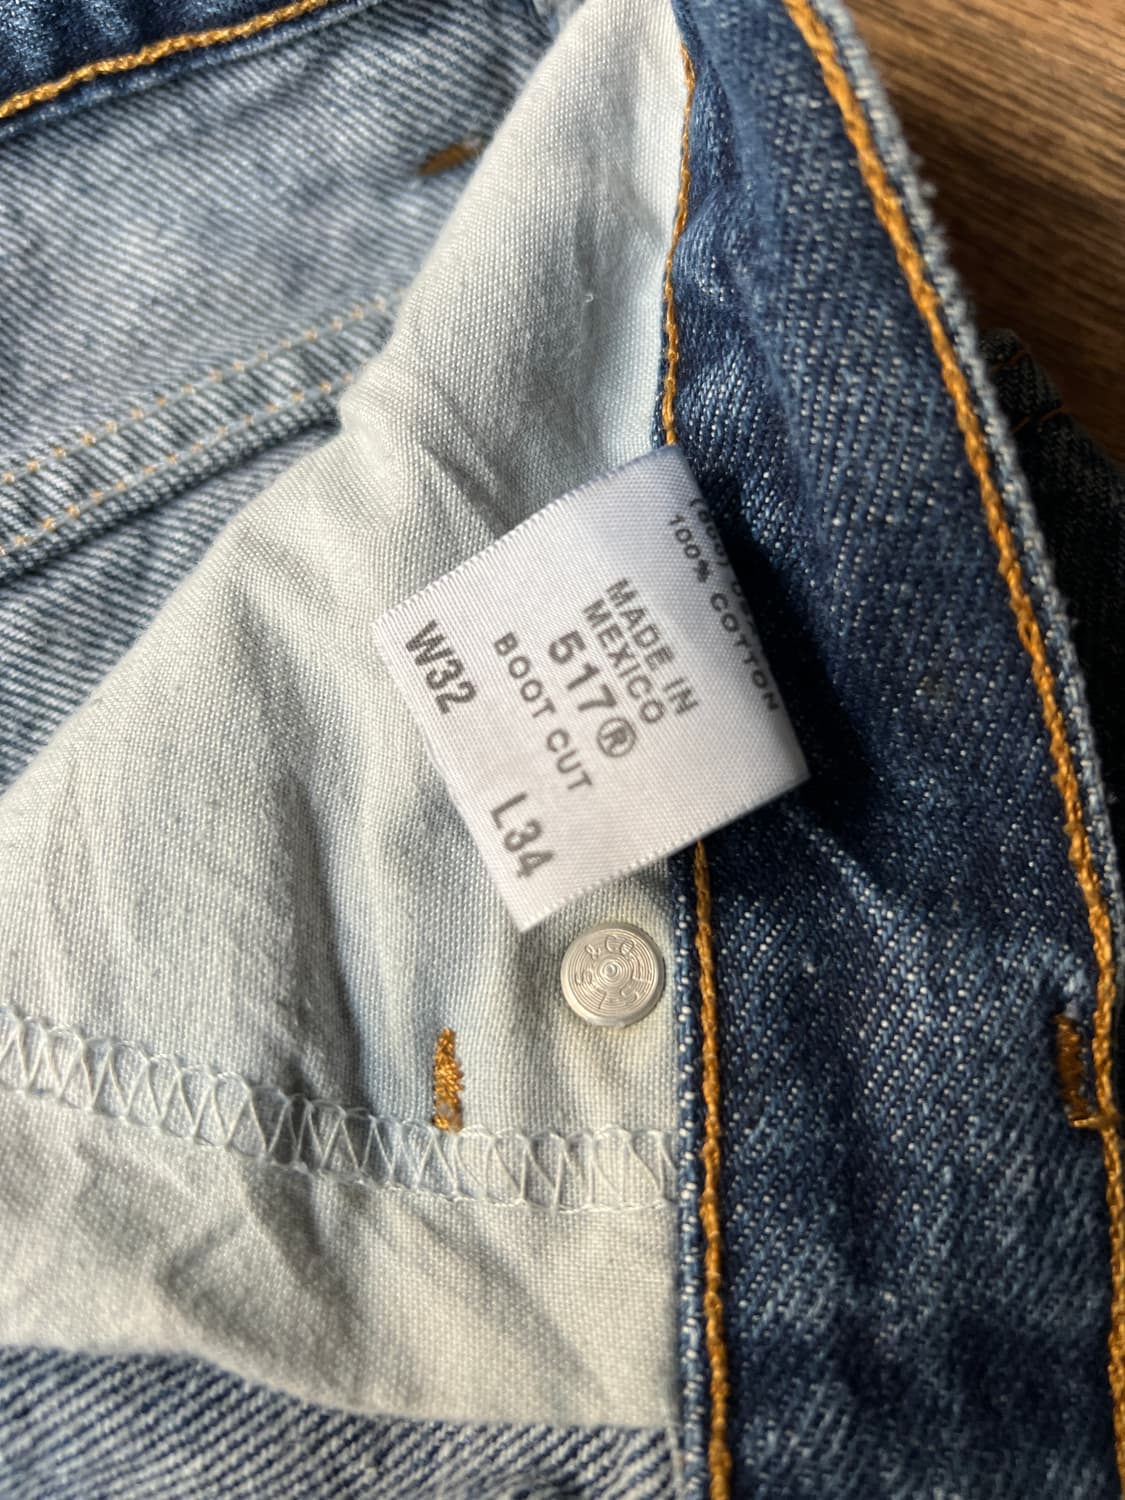 100% COTTON
MADE IN
MEXICO
517®
BOOT CUT
W32 L34